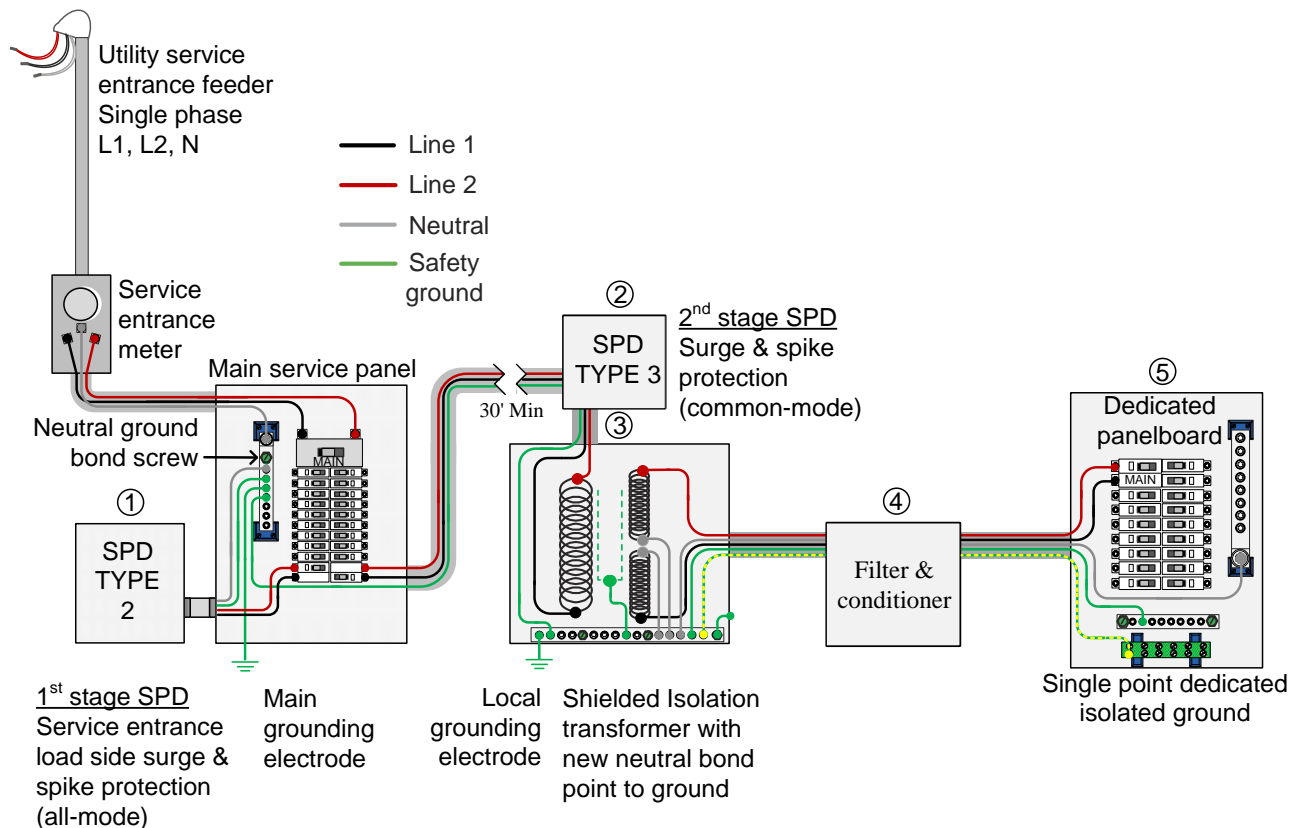 Utility service
entrance feeder
Single phase
L1, L2, N
Line 1
Line 2
Neutral
Safety
ground
Service
entrance
meter
Main service panel
Neutral ground
bond screw
MAIN
①
SPD
TYPE
2
1st stage SPD
Service entrance
load side surge &
spike protection
(all-mode)
Main
grounding
electrode
30' Min
②
SPD
TYPE 3
2nd stage SPD
Surge & spike
protection
(common-mode)
③
Local
grounding
electrode
Shielded Isolation
transformer with
new neutral bond
point to ground
④
Filter &
conditioner
⑤
Dedicated
panelboard
MAIN
Single point dedicated
isolated ground